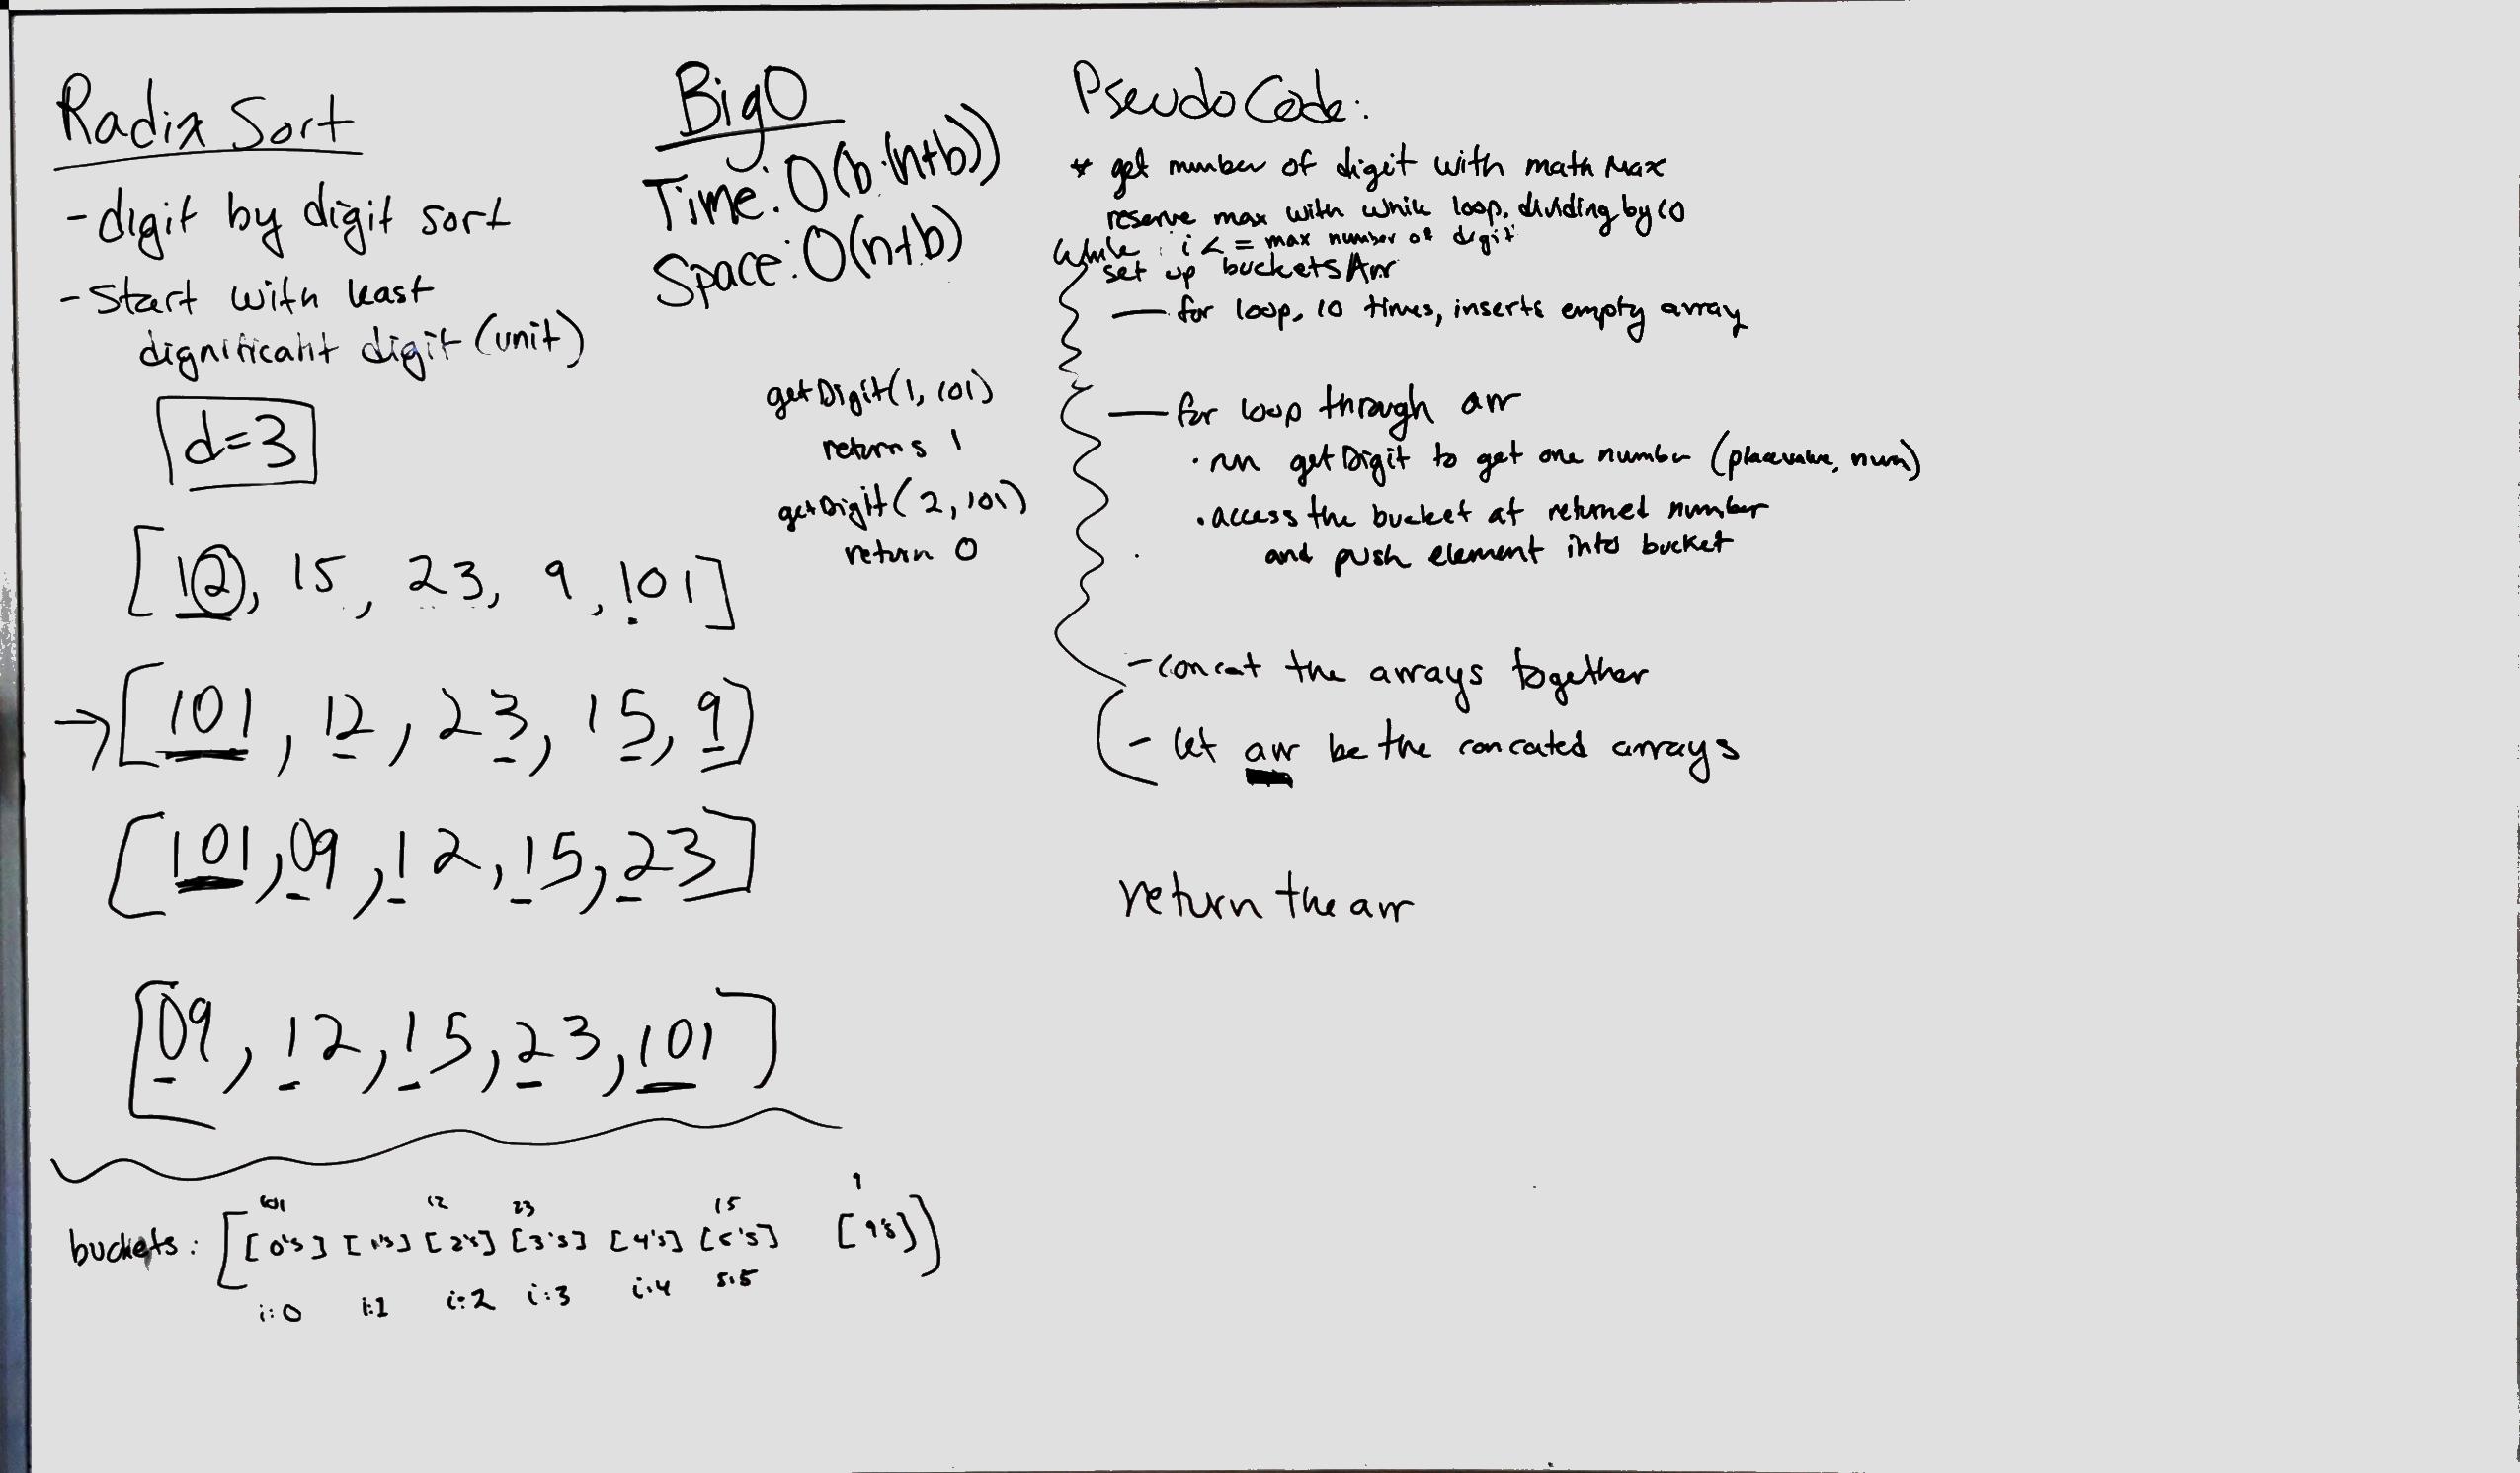 Radix Sort
- digit by digit sort
- Start with least
dignificant digit (unit)
d=3
[12, 15, 23, 9, 101]
→[101, 12, 23, 15, 9]
[101, 09, 12, 15, 23]
[09, 12, 15, 23, 101]
buckets: [[0's] [1's] [2's] [3's] [4's] [5's] [9's]]
101 12 23 15 9
i:0 i:1 i:2 i:3 i:4 5:5
BigO
Time: O(b·(n+b))
Space: O(n+b)
getDigit(1, 101)
returns 1
getDigit(2, 101)
return 0
PseudoCode:
* get number of digit with math Max
reserve max with while loop, dividing by 10
while i <= max number of digit
set up bucketsArr
— for loop, 10 times, inserts empty array
— for loop through arr
· run getDigit to get one number (placevalue, num)
· access the bucket at returned number
and push element into bucket
- concat the arrays together
- let arr be the concated arrays
return the arr